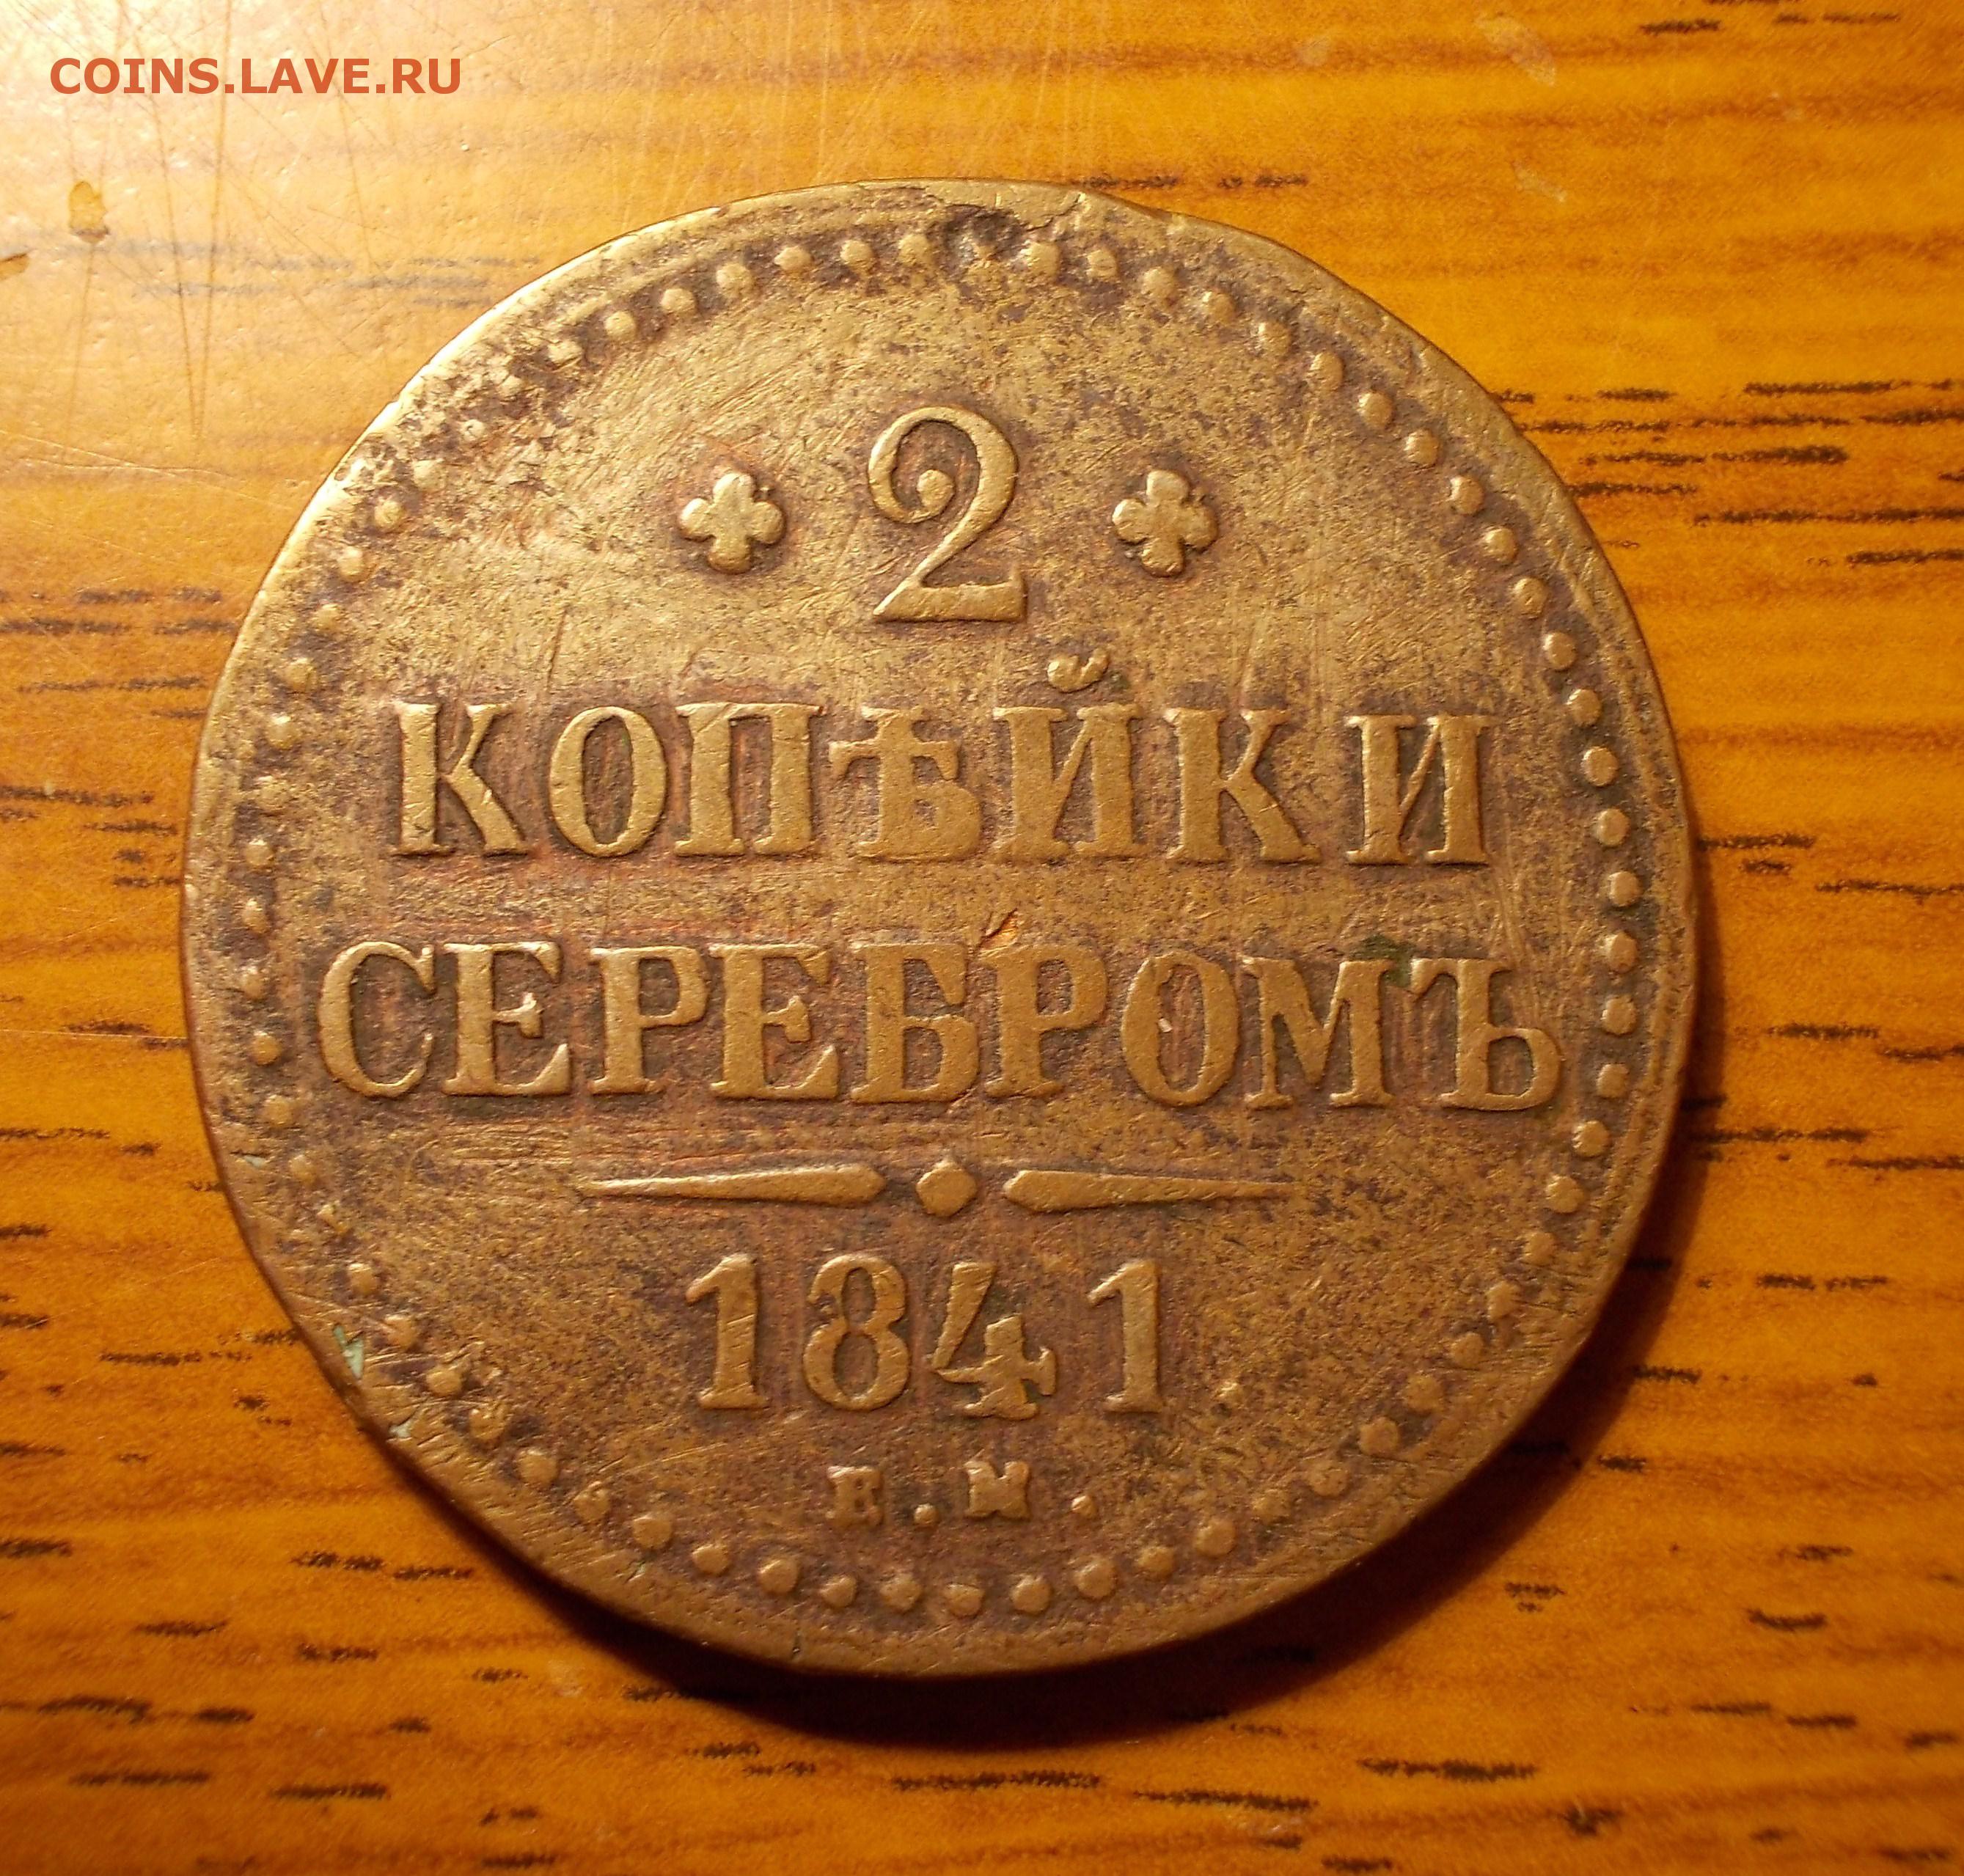 COINS.LAVE.RU
2
КОПѢЙКИ
СЕРЕБРОМЪ
1841
Е.М.